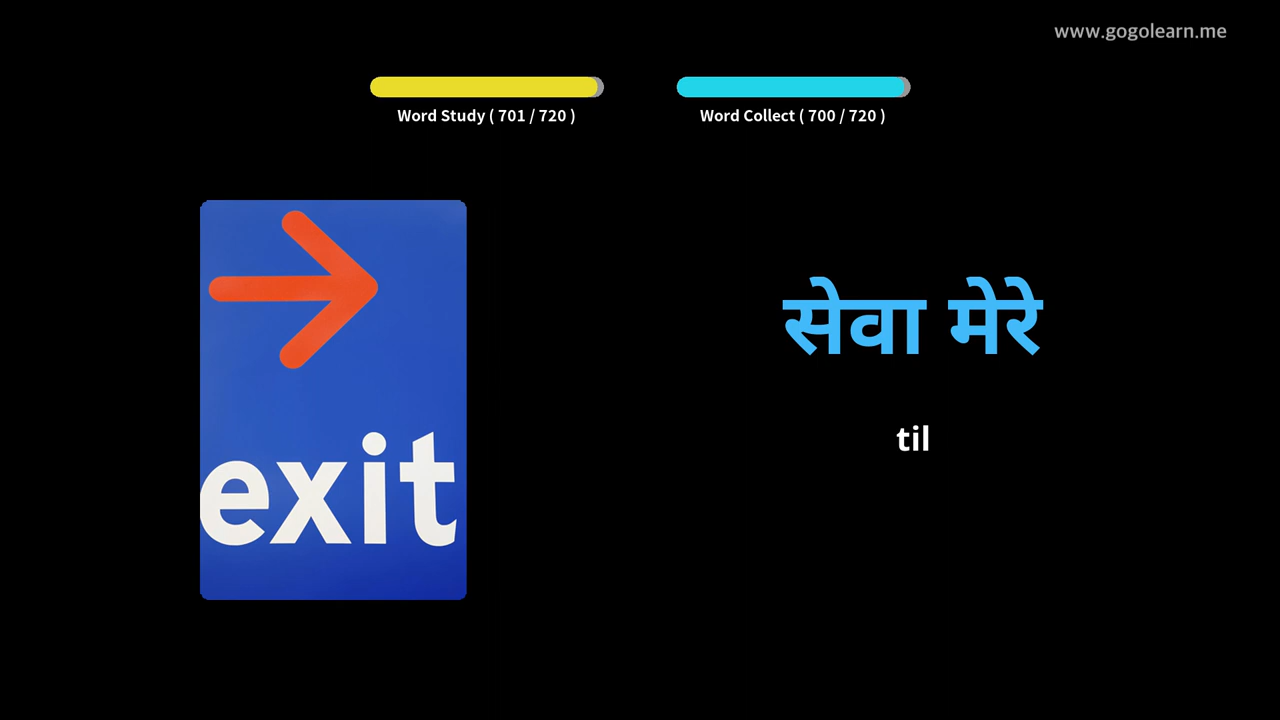 www.gogolearn.me
Word Study ( 701 / 720 )
Word Collect ( 700 / 720 )
exit
सेवा मेरे
til